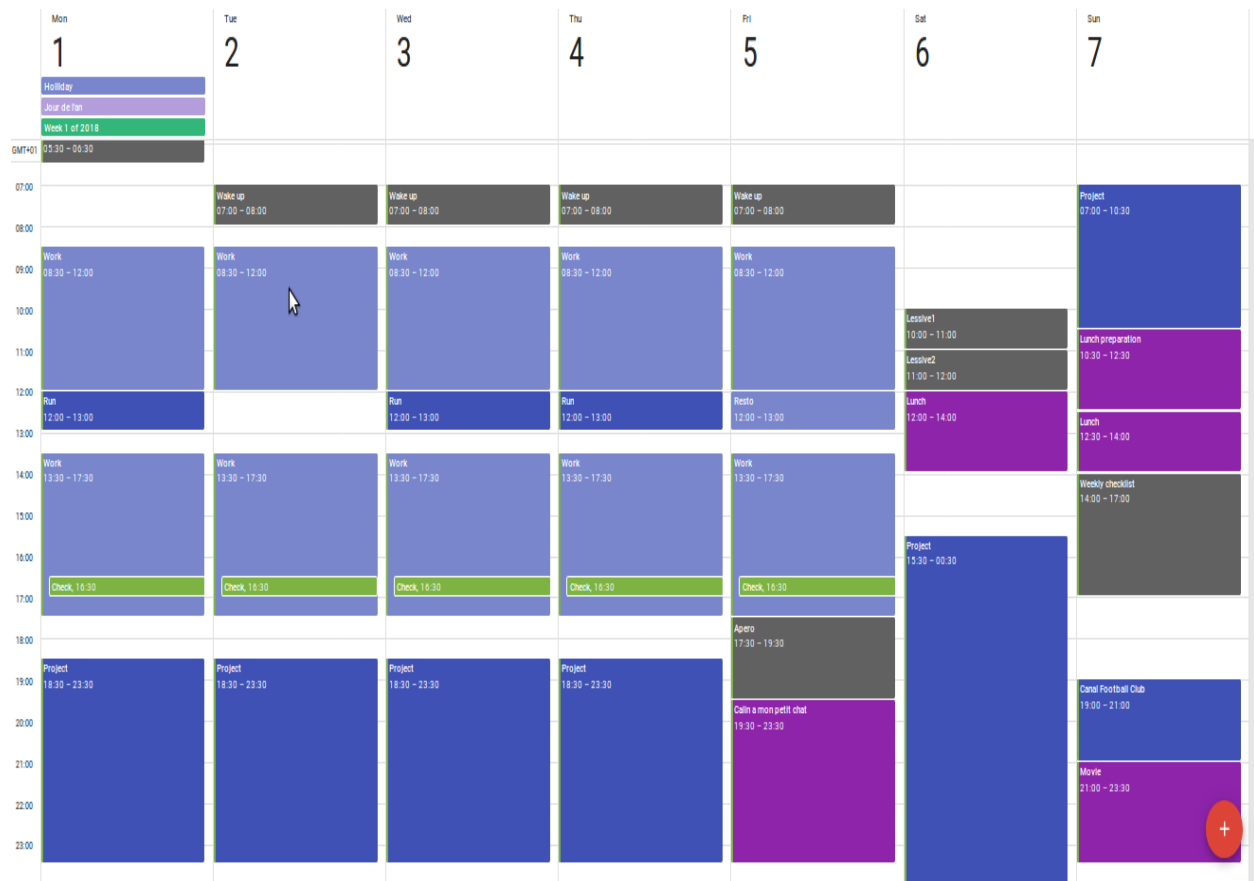 Mon
1
Holliday
Jour de l'an
Week 1 of 2018
05:30 – 06:30
Tue
2
Wed
3
Thu
4
Fri
5
Sat
6
Sun
7
GMT+01
07:00
08:00
09:00
10:00
11:00
12:00
13:00
14:00
15:00
16:00
17:00
18:00
19:00
20:00
21:00
22:00
23:00
Work
08:30 – 12:00
Run
12:00 – 13:00
Work
13:30 – 17:30
Check, 16:30
Project
18:30 – 23:30
Wake up
07:00 – 08:00
Work
08:30 – 12:00
Work
13:30 – 17:30
Check, 16:30
Project
18:30 – 23:30
Wake up
07:00 – 08:00
Work
08:30 – 12:00
Run
12:00 – 13:00
Work
13:30 – 17:30
Check, 16:30
Project
18:30 – 23:30
Wake up
07:00 – 08:00
Work
08:30 – 12:00
Run
12:00 – 13:00
Work
13:30 – 17:30
Check, 16:30
Project
18:30 – 23:30
Wake up
07:00 – 08:00
Work
08:30 – 12:00
Resto
12:00 – 13:00
Work
13:30 – 17:30
Check, 16:30
Apero
17:30 – 19:30
Calin a mon petit chat
19:30 – 23:30
Lessive1
10:00 – 11:00
Lessive2
11:00 – 12:00
Lunch
12:00 – 14:00
Project
15:30 – 00:30
Project
07:00 – 10:30
Lunch preparation
10:30 – 12:30
Lunch
12:30 – 14:00
Weekly checklist
14:00 – 17:00
Canal Football Club
19:00 – 21:00
Movie
21:00 – 23:30
+